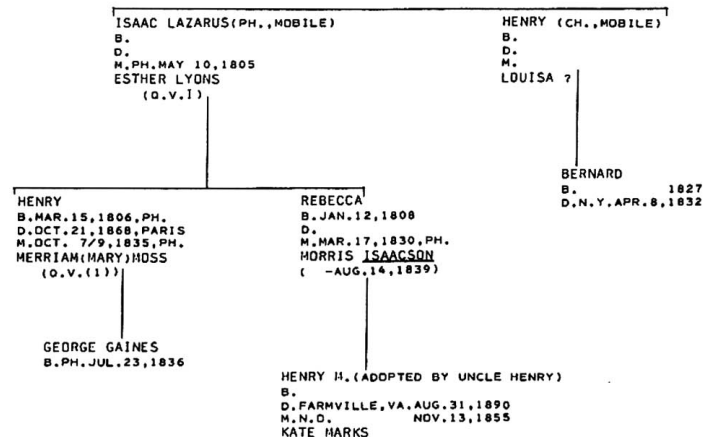 ISAAC LAZARUS(PH.,MOBILE)
B.
D.
M.PH.MAY 10,1805
ESTHER LYONS
(Q.V.I)
HENRY (CH.,MOBILE)
B.
D.
M.
LOUISA ?
BERNARD
B. 1827
D.N.Y.APR.8,1832
HENRY
B.MAR.15,1806,PH.
D.OCT.21,1868,PARIS
M.OCT. 7/9,1835,PH.
MERRIAM(MARY)MOSS
(Q.V.(1))
REBECCA
B.JAN.12,1808
D.
M.MAR.17,1830,PH.
MORRIS ISAACSON
( -AUG.14,1839)
GEORGE GAINES
B.PH.JUL.23,1836
HENRY M.(ADOPTED BY UNCLE HENRY)
B.
D.FARMVILLE,VA.AUG.31,1890
M.N.O. NOV.13,1855
KATE MARKS